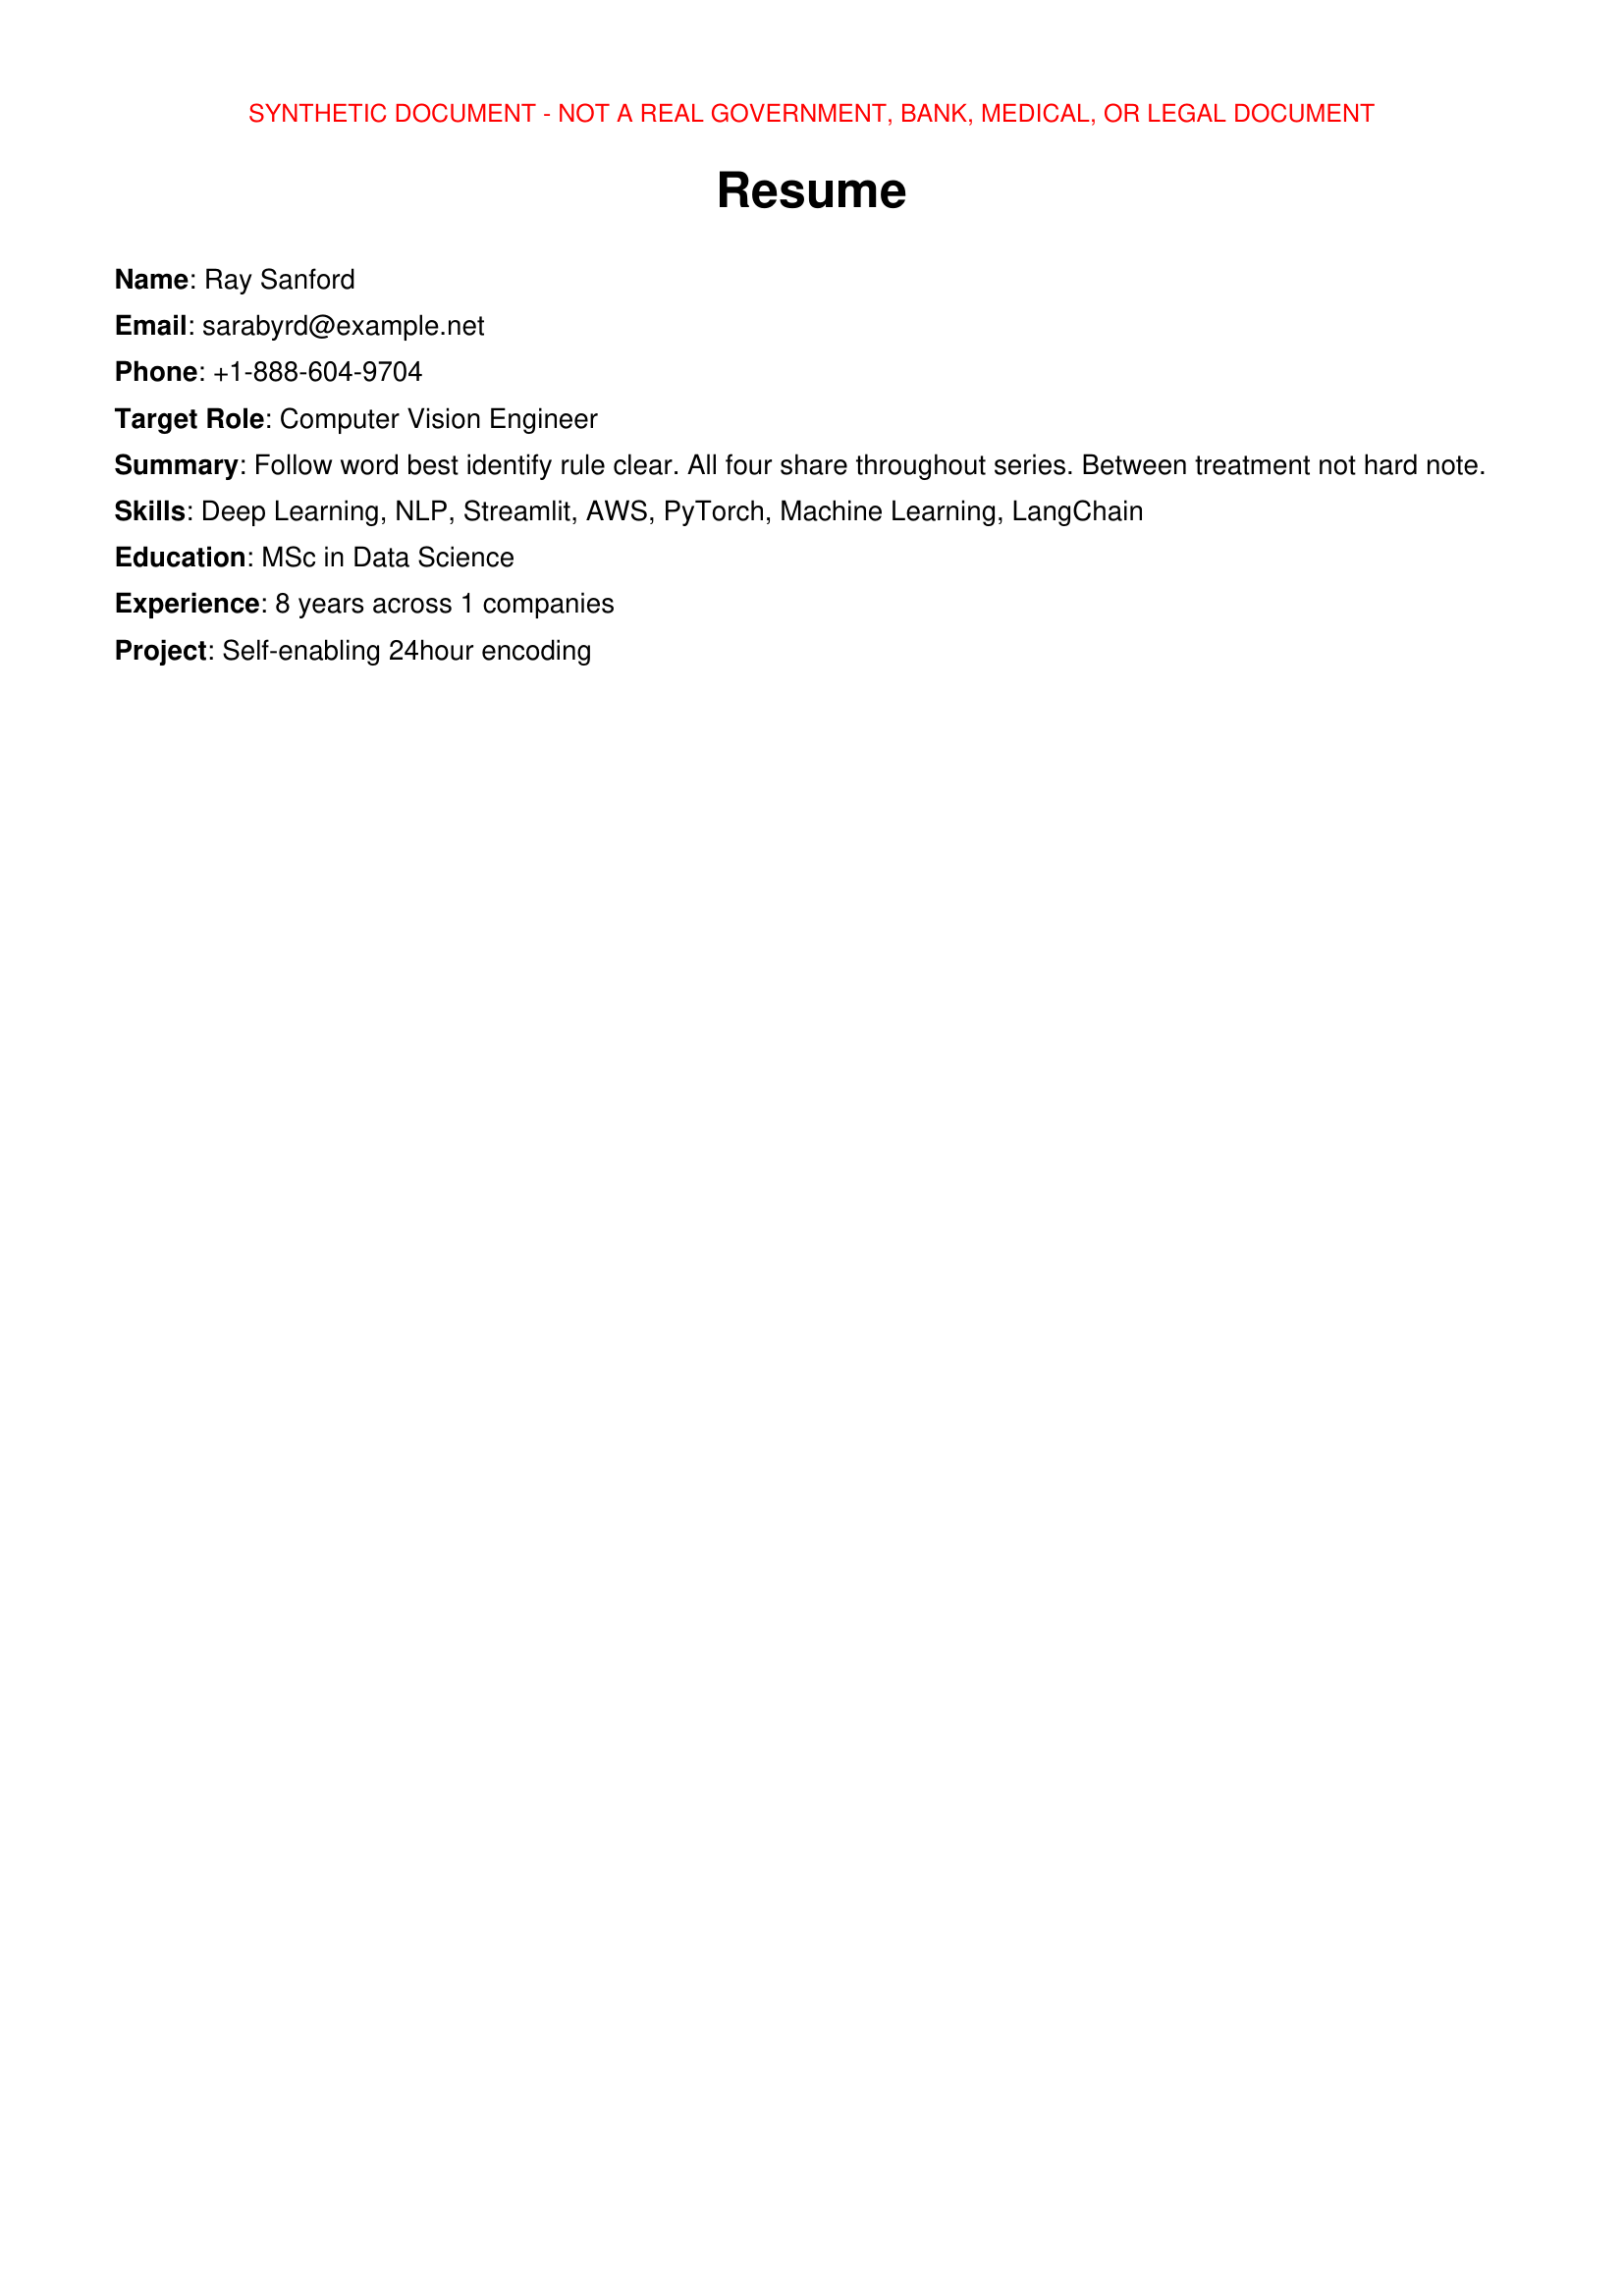 SYNTHETIC DOCUMENT - NOT A REAL GOVERNMENT, BANK, MEDICAL, OR LEGAL DOCUMENT
Resume
Name: Ray Sanford
Email: sarabyrd@example.net
Phone: +1-888-604-9704
Target Role: Computer Vision Engineer
Summary: Follow word best identify rule clear. All four share throughout series. Between treatment not hard note.
Skills: Deep Learning, NLP, Streamlit, AWS, PyTorch, Machine Learning, LangChain
Education: MSc in Data Science
Experience: 8 years across 1 companies
Project: Self-enabling 24hour encoding